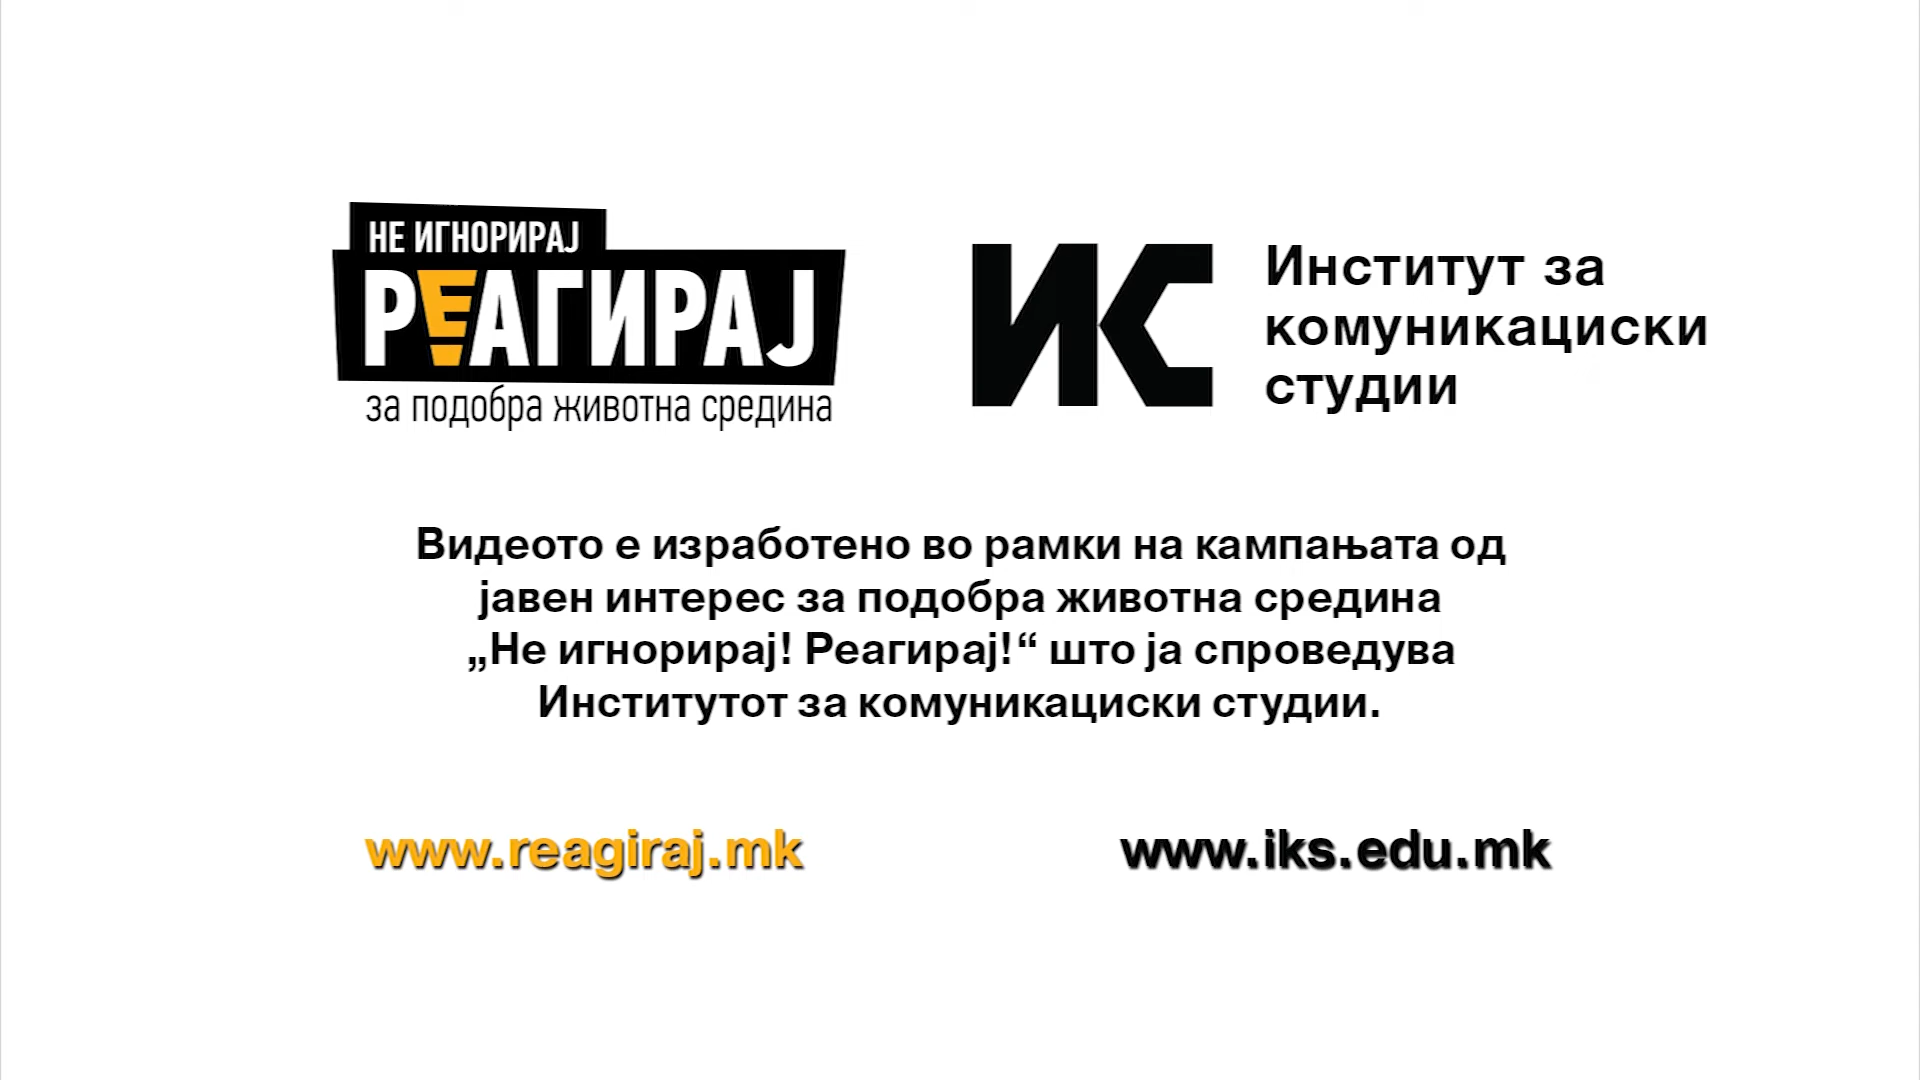 НЕ ИГНОРИРАЈ
РЕАГИРАЈ
за подобра животна средина
ИКС
Институт за
комуникациски
студии
Видеото е изработено во рамки на кампањата од
јавен интерес за подобра животна средина
„Не игнорирај! Реагирај!“ што ја спроведува
Институтот за комуникациски студии.
www.reagiraj.mk
www.iks.edu.mk